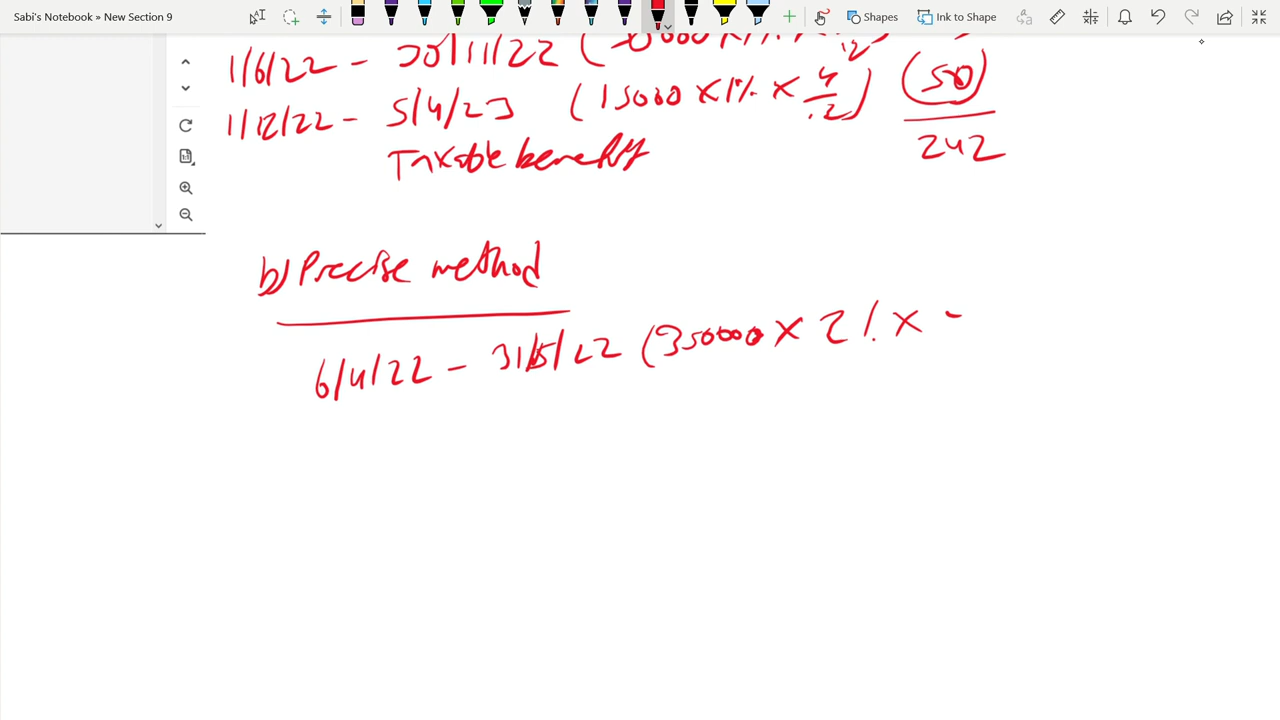 Sabi's Notebook » New Section 9
Shapes
Ink to Shape
1/6/22 - 30/11/22 (
12
1/12/22 - 5/4/23 (15000 x 1% x 4/12) (50)
Taxable benefit 242
b) Precise method
6/4/22 - 31/5/22 (35000 x 2% x -